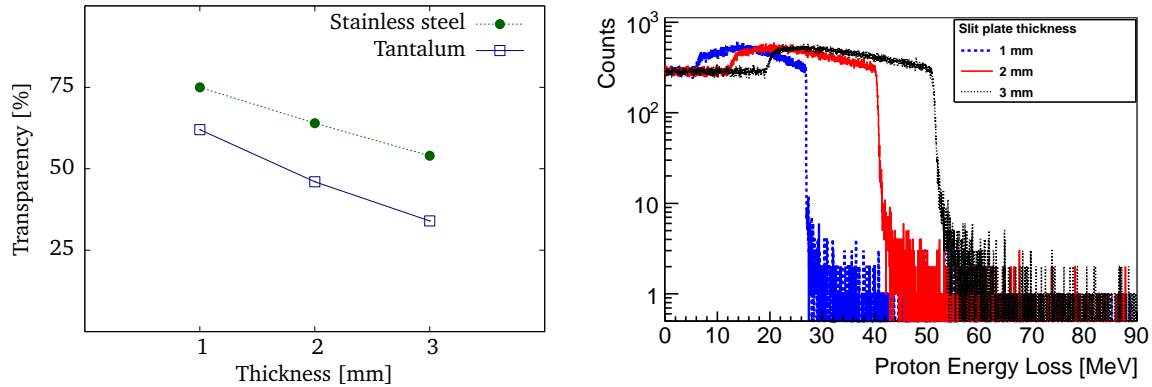 Stainless steel
Tantalum
Transparency [%]
75
50
25
1 2 3
Thickness [mm]
Counts
10³
10²
10
1
Slit plate thickness
1 mm
2 mm
3 mm
0 10 20 30 40 50 60 70 80 90
Proton Energy Loss [MeV]